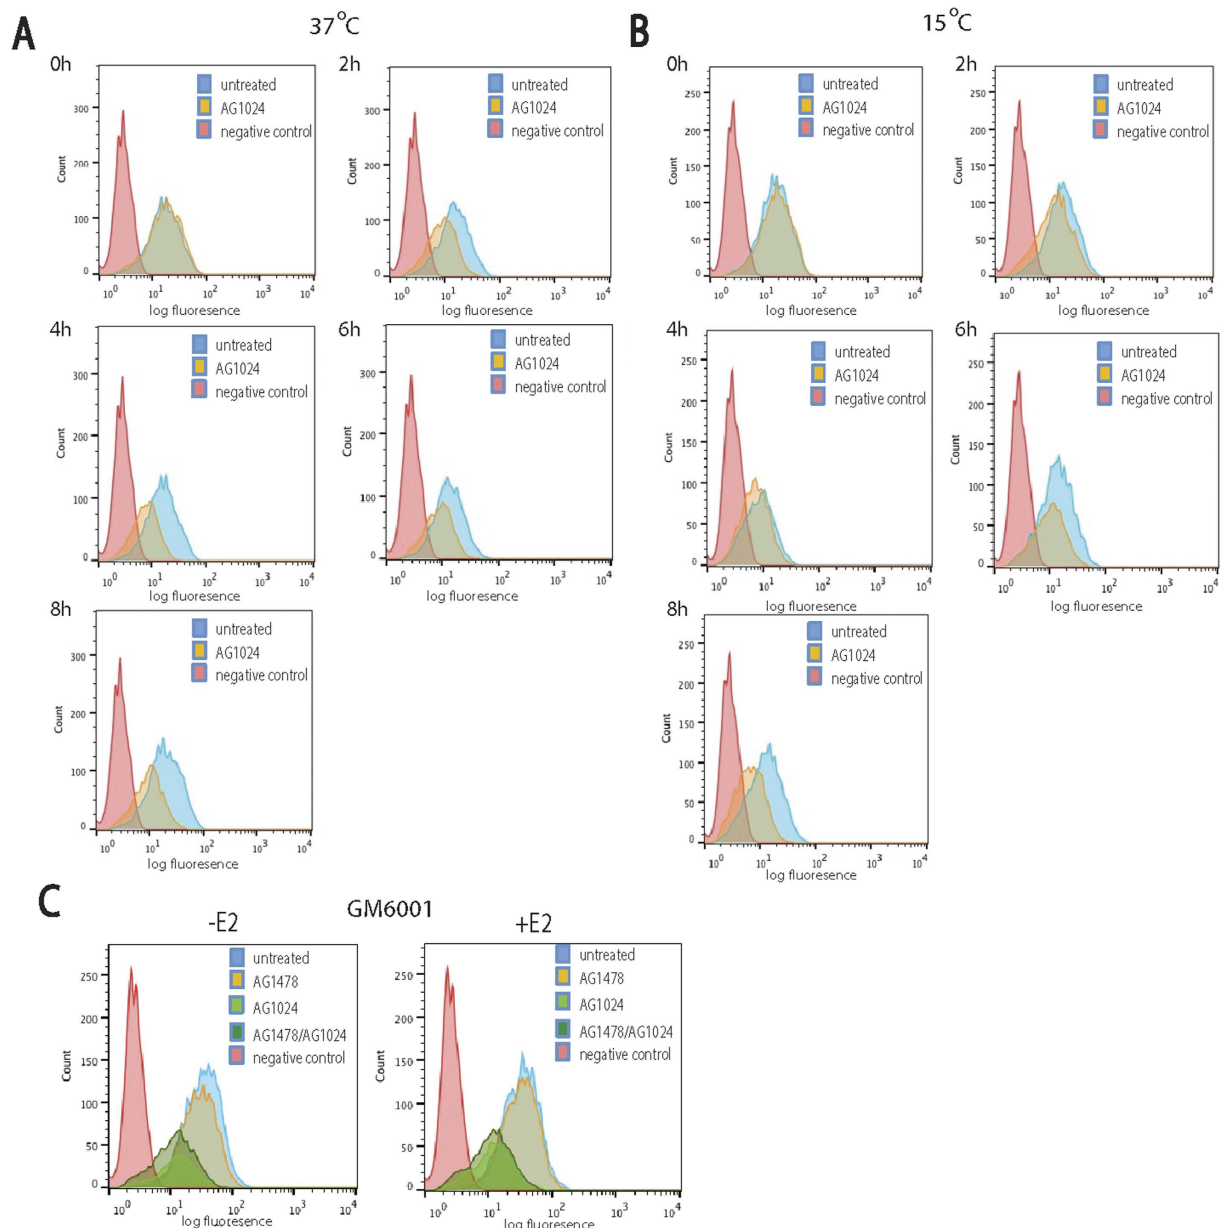 A
37°C
0h
untreated
AG1024
negative control
300
200
100
0
Count
10^0 10^1 10^2 10^3 10^4
log fluoresence
2h
untreated
AG1024
negative control
300
200
100
0
Count
10^0 10^1 10^2 10^3 10^4
log fluoresence
4h
untreated
AG1024
negative control
300
200
100
0
Count
10^0 10^1 10^2 10^3 10^4
log fluoresence
6h
untreated
AG1024
negative control
300
200
100
0
Count
10^0 10^1 10^2 10^3 10^4
log fluoresence
8h
untreated
AG1024
negative control
300
200
100
0
Count
10^0 10^1 10^2 10^3 10^4
log fluoresence
B
15°C
0h
untreated
AG1024
negative control
250
200
150
100
50
0
Count
10^0 10^1 10^2 10^3 10^4
log fluoresence
2h
untreated
AG1024
negative control
250
200
150
100
50
0
Count
10^0 10^1 10^2 10^3 10^4
log fluoresence
4h
untreated
AG1024
negative control
250
200
150
100
50
0
Count
10^0 10^1 10^2 10^3 10^4
log fluoresence
6h
untreated
AG1024
negative control
250
200
150
100
50
0
Count
10^0 10^1 10^2 10^3 10^4
log fluoresence
8h
untreated
AG1024
negative control
250
200
150
100
50
0
Count
10^0 10^1 10^2 10^3 10^4
log fluoresence
C
GM6001
-E2
untreated
AG1478
AG1024
AG1478/AG1024
negative control
250
200
150
100
50
0
Count
10^0 10^1 10^2 10^3 10^4
log fluoresence
+E2
untreated
AG1478
AG1024
AG1478/AG1024
negative control
250
200
150
100
50
0
Count
10^0 10^1 10^2 10^3 10^4
log fluoresence